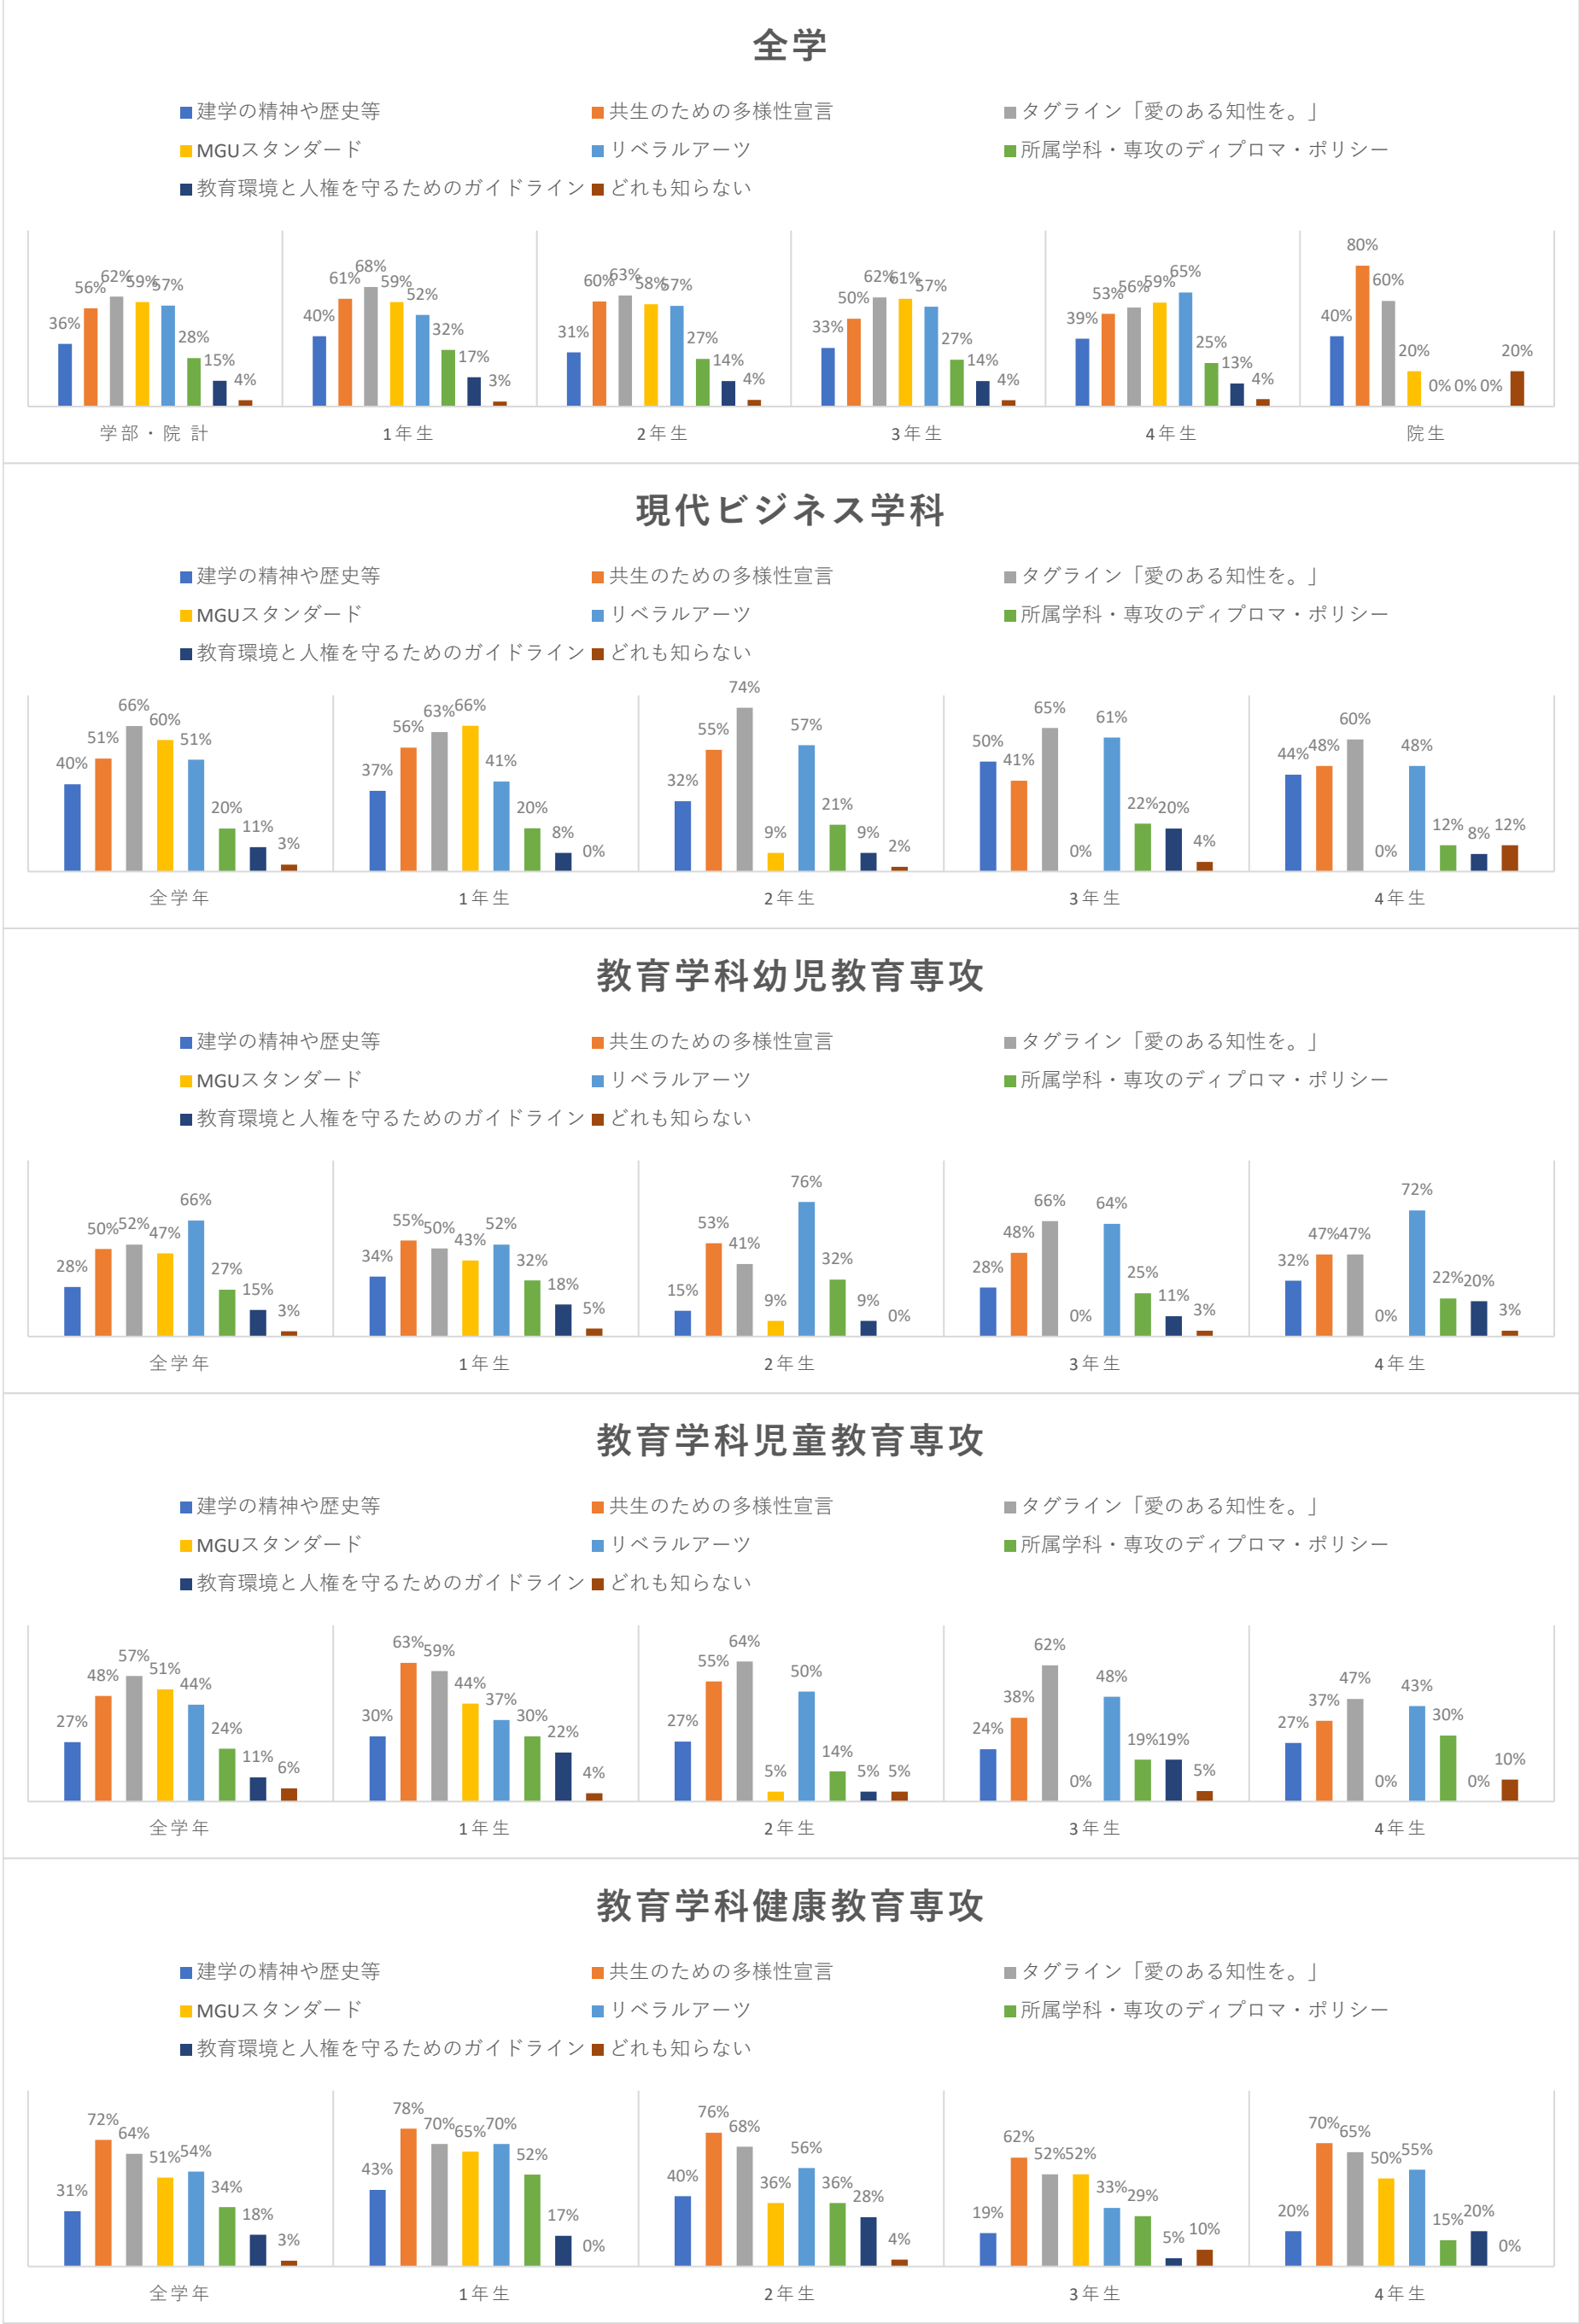 全学
建学の精神や歴史等 共生のための多様性宣言 タグライン「愛のある知性を。」
MGUスタンダード リベラルアーツ 所属学科・専攻のディプロマ・ポリシー
教育環境と人権を守るためのガイドライン どれも知らない
36% 56% 62% 59% 57% 28% 15% 4% 40% 61% 68% 59% 52% 32% 17% 3% 31% 60% 63% 58% 57% 27% 14% 4% 33% 50% 62% 61% 57% 27% 14% 4% 39% 53% 56% 59% 65% 25% 13% 4% 40% 80% 60% 20% 0% 0% 0% 20%
学部・院 計 1年生 2年生 3年生 4年生 院生
現代ビジネス学科
建学の精神や歴史等 共生のための多様性宣言 タグライン「愛のある知性を。」
MGUスタンダード リベラルアーツ 所属学科・専攻のディプロマ・ポリシー
教育環境と人権を守るためのガイドライン どれも知らない
40% 51% 66% 60% 51% 20% 11% 3% 37% 56% 63% 66% 41% 20% 8% 0% 32% 55% 74% 9% 57% 21% 9% 2% 50% 41% 65% 0% 61% 22% 20% 4% 44% 48% 60% 0% 48% 12% 8% 12%
全学年 1年生 2年生 3年生 4年生
教育学科幼児教育専攻
建学の精神や歴史等 共生のための多様性宣言 タグライン「愛のある知性を。」
MGUスタンダード リベラルアーツ 所属学科・専攻のディプロマ・ポリシー
教育環境と人権を守るためのガイドライン どれも知らない
28% 50% 52% 47% 66% 27% 15% 3% 34% 55% 50% 43% 52% 32% 18% 5% 15% 53% 41% 9% 76% 32% 9% 0% 28% 48% 66% 0% 64% 25% 11% 3% 32% 47% 47% 0% 72% 22% 20% 3%
全学年 1年生 2年生 3年生 4年生
教育学科児童教育専攻
建学の精神や歴史等 共生のための多様性宣言 タグライン「愛のある知性を。」
MGUスタンダード リベラルアーツ 所属学科・専攻のディプロマ・ポリシー
教育環境と人権を守るためのガイドライン どれも知らない
27% 48% 57% 51% 44% 24% 11% 6% 30% 63% 59% 44% 37% 30% 22% 4% 27% 55% 64% 5% 50% 14% 5% 5% 24% 38% 62% 0% 48% 19% 19% 5% 27% 37% 47% 0% 43% 30% 0% 10%
全学年 1年生 2年生 3年生 4年生
教育学科健康教育専攻
建学の精神や歴史等 共生のための多様性宣言 タグライン「愛のある知性を。」
MGUスタンダード リベラルアーツ 所属学科・専攻のディプロマ・ポリシー
教育環境と人権を守るためのガイドライン どれも知らない
31% 72% 64% 51% 54% 34% 18% 3% 43% 78% 70% 65% 70% 52% 17% 0% 40% 76% 68% 36% 56% 36% 28% 4% 19% 62% 52% 52% 33% 29% 5% 10% 20% 70% 65% 50% 55% 15% 20% 0%
全学年 1年生 2年生 3年生 4年生